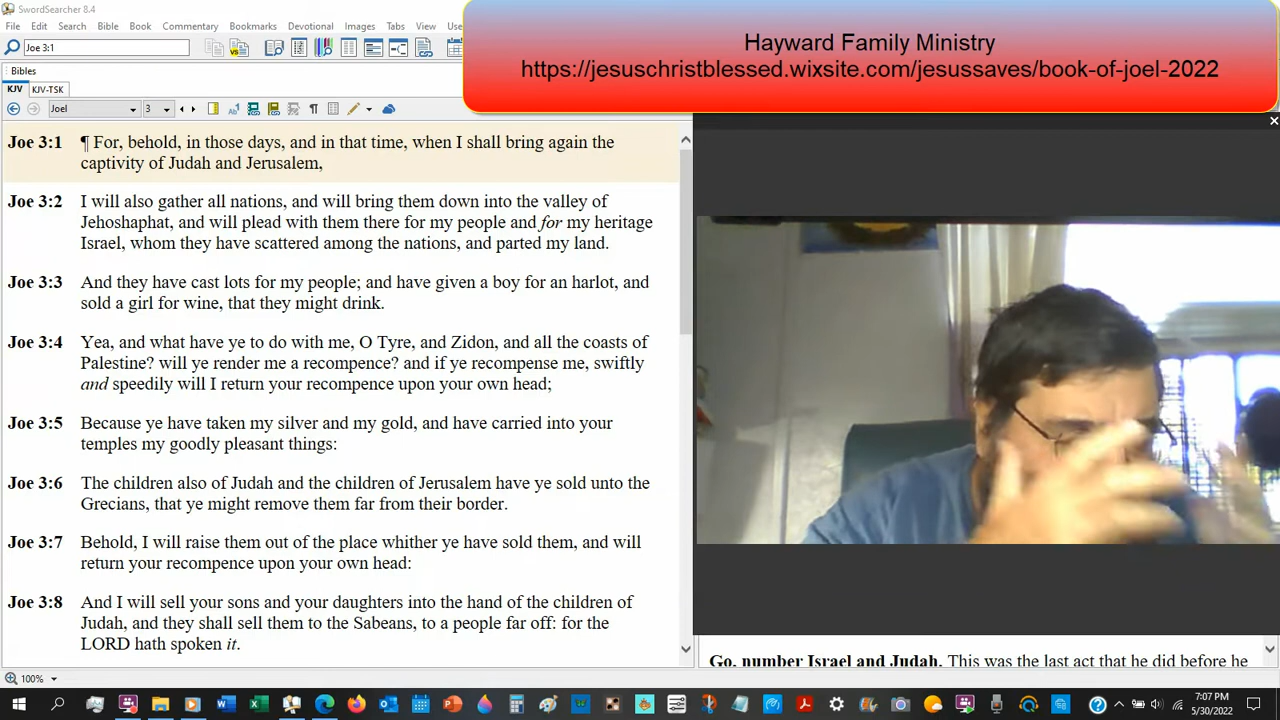 SwordSearcher 8.4
File Edit Search Bible Book Commentary Bookmarks Devotional Images Tabs View
Hayward Family Ministry
https://jesuschristblessed.wixsite.com/jesussaves/book-of-joel-2022
Joe 3:1
Bibles
KJV KJV-TSK
Joel 3
Joe 3:1 ¶ For, behold, in those days, and in that time, when I shall bring again the
captivity of Judah and Jerusalem,
Joe 3:2 I will also gather all nations, and will bring them down into the valley of
Jehoshaphat, and will plead with them there for my people and for my heritage
Israel, whom they have scattered among the nations, and parted my land.
Joe 3:3 And they have cast lots for my people; and have given a boy for an harlot, and
sold a girl for wine, that they might drink.
Joe 3:4 Yea, and what have ye to do with me, O Tyre, and Zidon, and all the coasts of
Palestine? will ye render me a recompence? and if ye recompense me, swiftly
and speedily will I return your recompence upon your own head;
Joe 3:5 Because ye have taken my silver and my gold, and have carried into your
temples my goodly pleasant things:
Joe 3:6 The children also of Judah and the children of Jerusalem have ye sold unto the
Grecians, that ye might remove them far from their border.
Joe 3:7 Behold, I will raise them out of the place whither ye have sold them, and will
return your recompence upon your own head:
Joe 3:8 And I will sell your sons and your daughters into the hand of the children of
Judah, and they shall sell them to the Sabeans, to a people far off: for the
LORD hath spoken it.
Go, number Israel and Judah. This was the last act that he did before he
100%
7:07 PM
5/30/2022